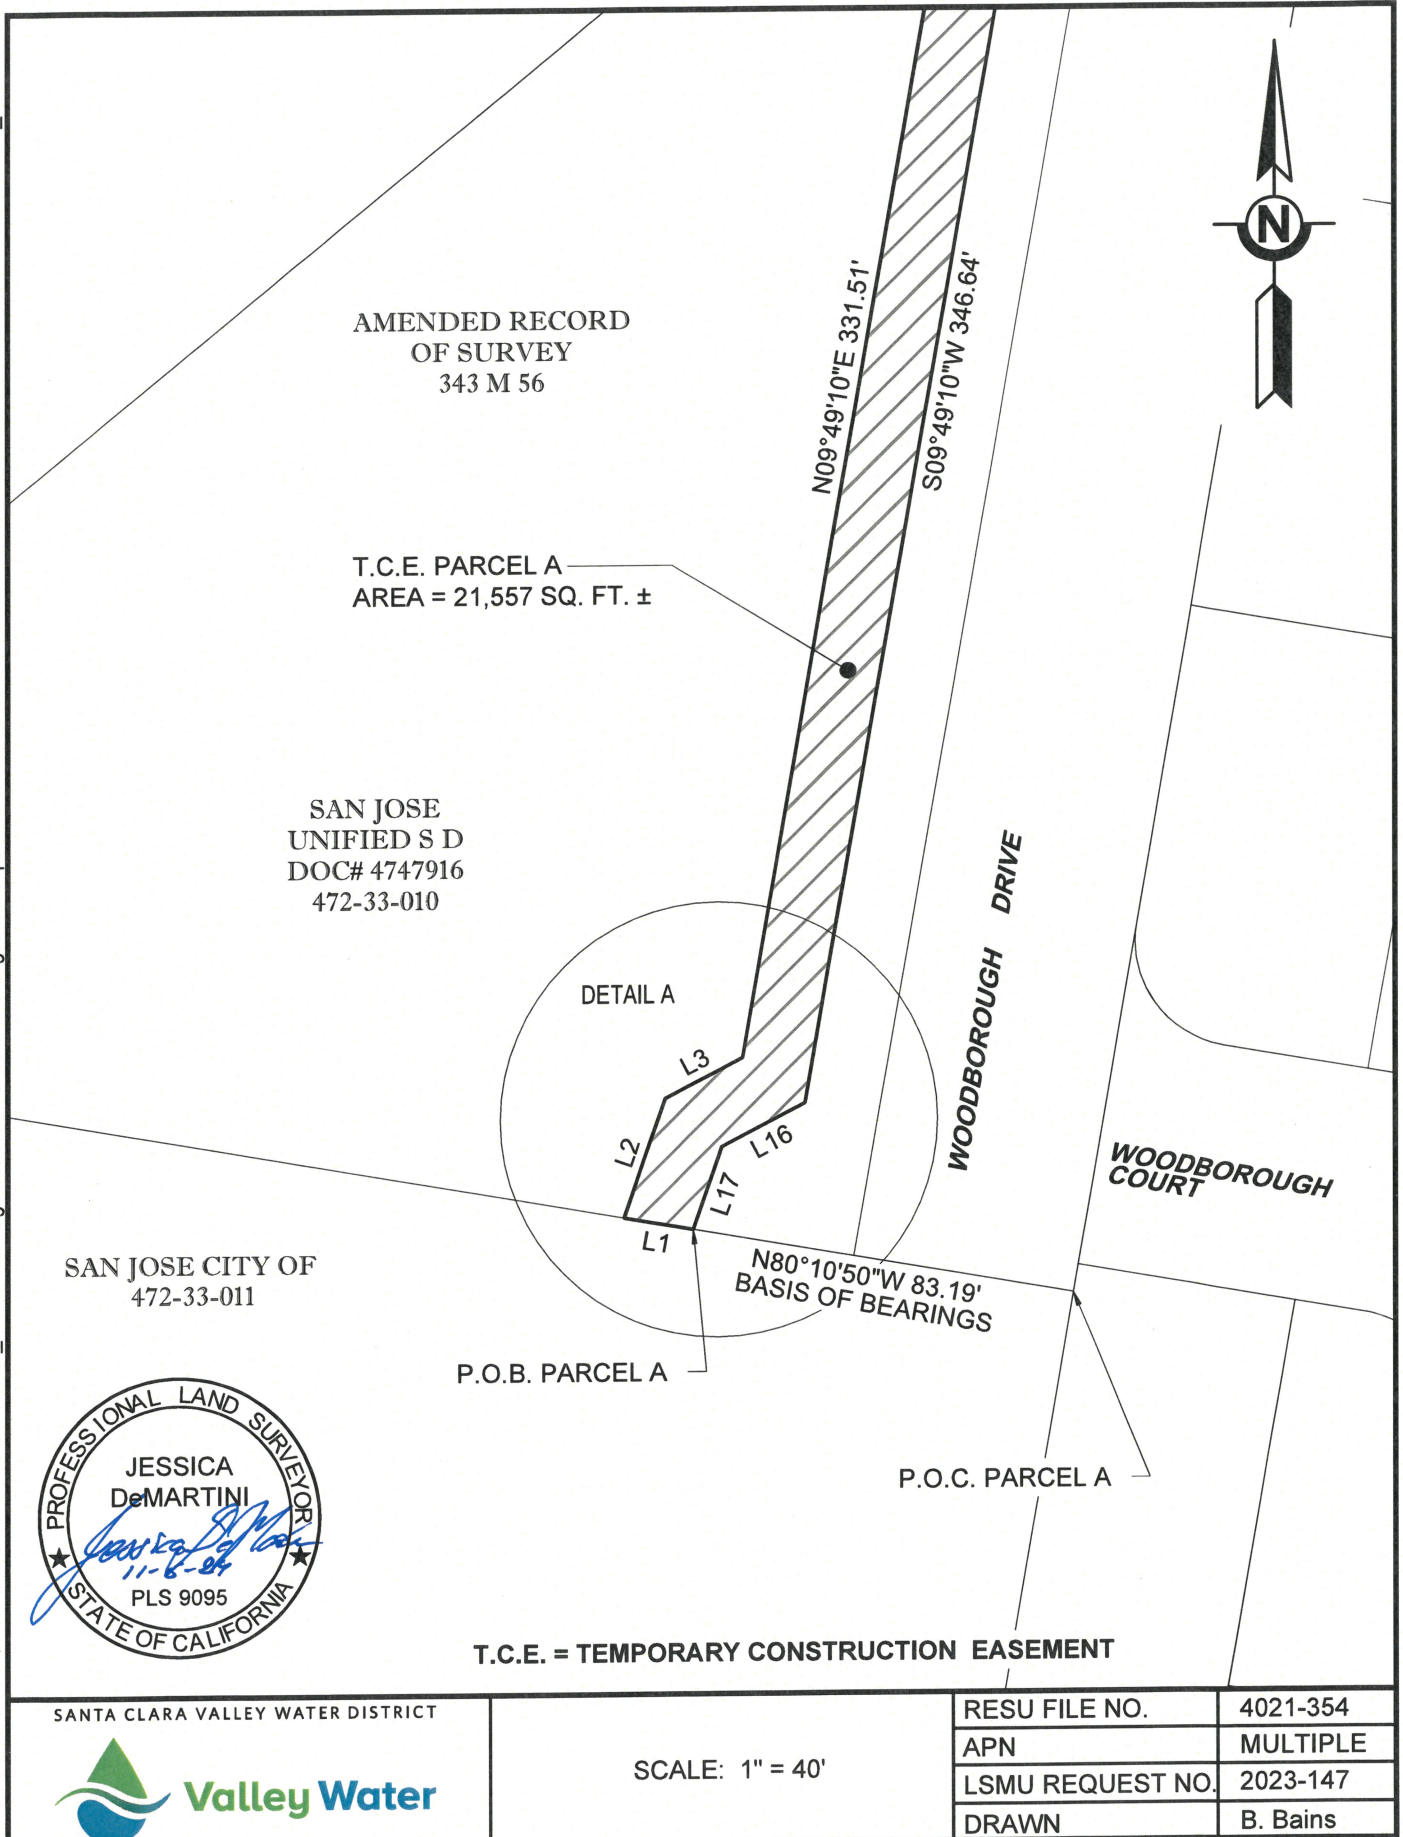 N
AMENDED RECORD
OF SURVEY
343 M 56
N09°49'10"E 331.51'
S09°49'10"W 346.64'
T.C.E. PARCEL A
AREA = 21,557 SQ. FT. ±
SAN JOSE
UNIFIED S D
DOC# 4747916
472-33-010
DETAIL A
L3
L2
L16
L17
L1
WOODBOROUGH DRIVE
WOODBOROUGH
COURT
N80°10'50"W 83.19'
BASIS OF BEARINGS
SAN JOSE CITY OF
472-33-011
P.O.B. PARCEL A
P.O.C. PARCEL A
PROFESSIONAL LAND SURVEYOR
JESSICA
DeMARTINI
PLS 9095
STATE OF CALIFORNIA
T.C.E. = TEMPORARY CONSTRUCTION EASEMENT
SANTA CLARA VALLEY WATER DISTRICT
Valley Water
SCALE: 1" = 40'
RESU FILE NO. 4021-354
APN MULTIPLE
LSMU REQUEST NO. 2023-147
DRAWN B. Bains